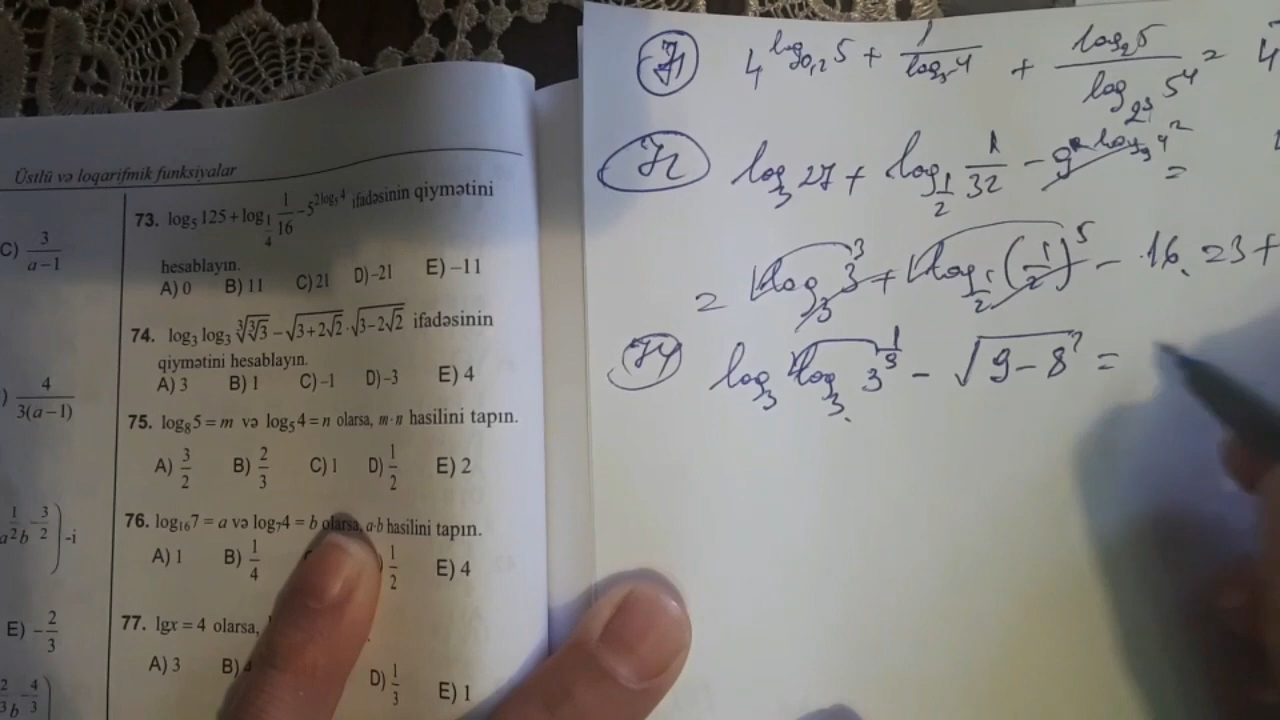 Üstlü və loqarifmik funksiyalar
C) 3/(a−1)
4/(3(a−1))
E) −2/3
73. log₅ 125 + log_{1/4} 1/16 − 5^{2log₅4} ifadəsinin qiymətini
hesablayın.
A) 0 B) 11 C) 21 D) −21 E) −11
74. log₃ log₃ ∛∛3 − √(3+2√2) · √(3−2√2) ifadəsinin
qiymətini hesablayın.
A) 3 B) 1 C) −1 D) −3 E) 4
75. log₈5 = m və log₅4 = n olarsa, m·n hasilini tapın.
A) 3/2 B) 2/3 C) 1 D) 1/2 E) 2
76. log₁₆7 = a və log₇4 = b olarsa, a·b hasilini tapın.
A) 1 B) 1/4 1/2 E) 4
77. lgx = 4 olarsa,
A) 3 B) D) 1/3 E) 1
4^{log_{0,2}5} + 1/ + log₂5 / log_{2³}5⁴ = 4
72 log₃27 + log_{1/2} 1/32 − =
= log₃3³ + log_{1/2}(1/2)⁵ − 16
74 log₃ log₃ 3^{1/9} − √(9−8) =